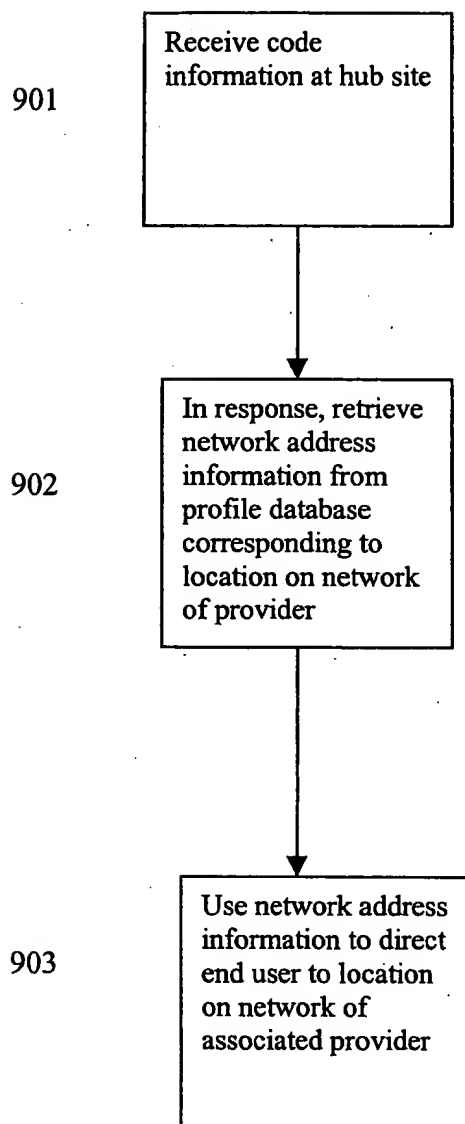 901
Receive code
information at hub site
902
In response, retrieve
network address
information from
profile database
corresponding to
location on network
of provider
903
Use network address
information to direct
end user to location
on network of
associated provider